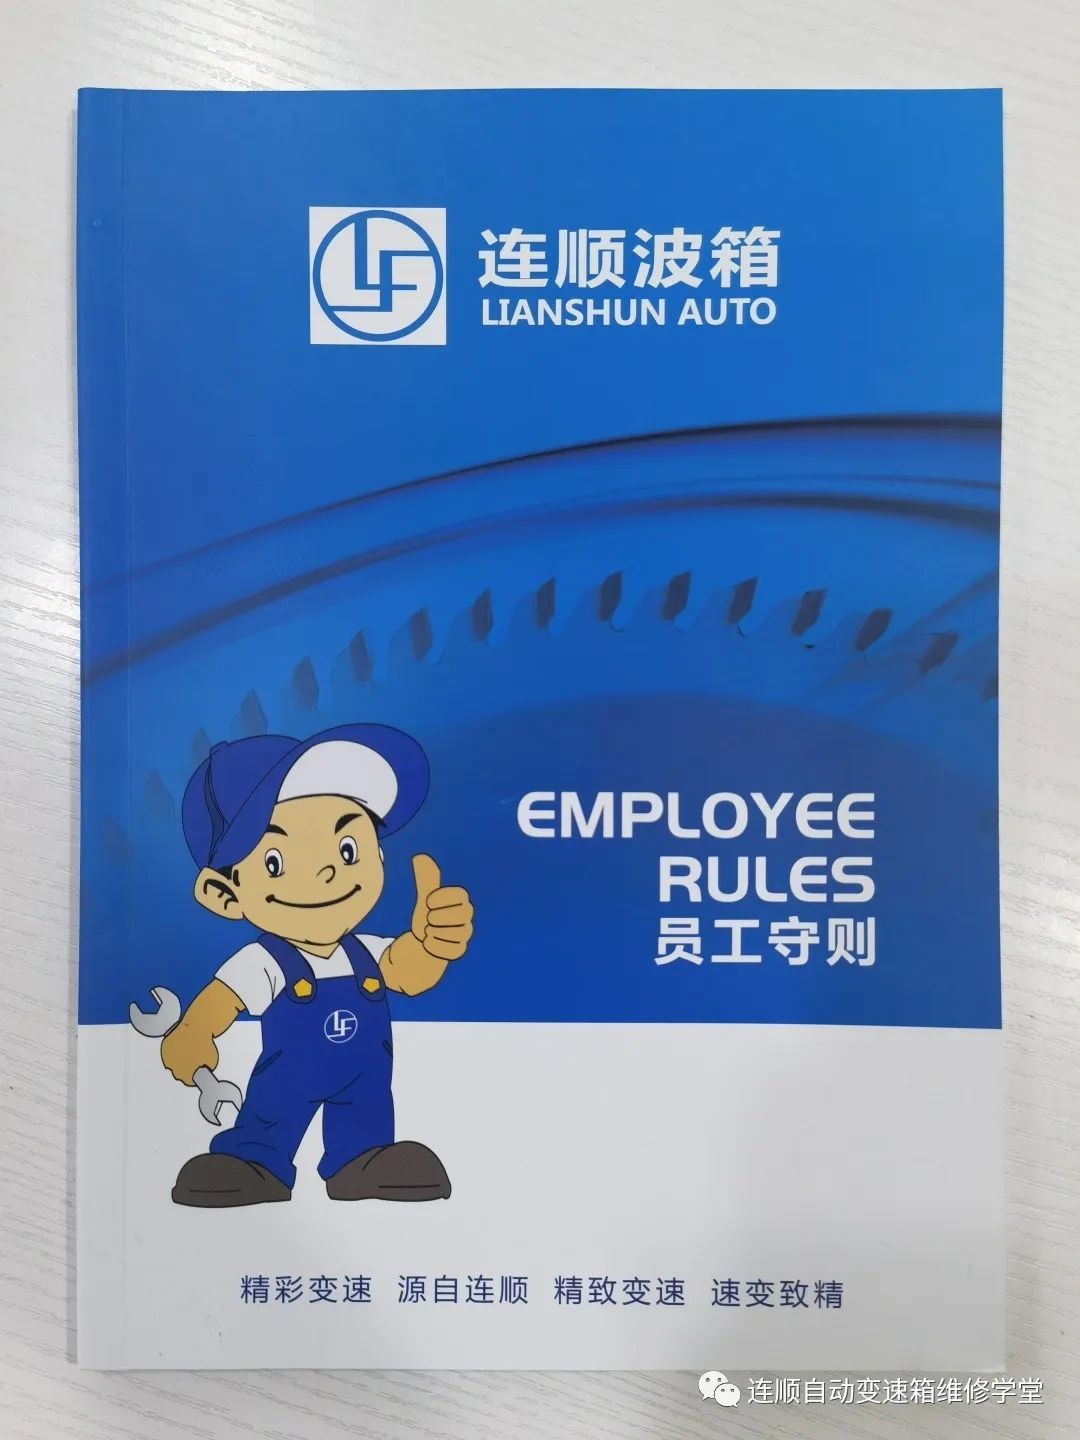 LF
连顺波箱
LIANSHUN AUTO
EMPLOYEE
RULES
员工守则
LF
精彩变速 源自连顺 精致变速 速变致精
连顺自动变速箱维修学堂